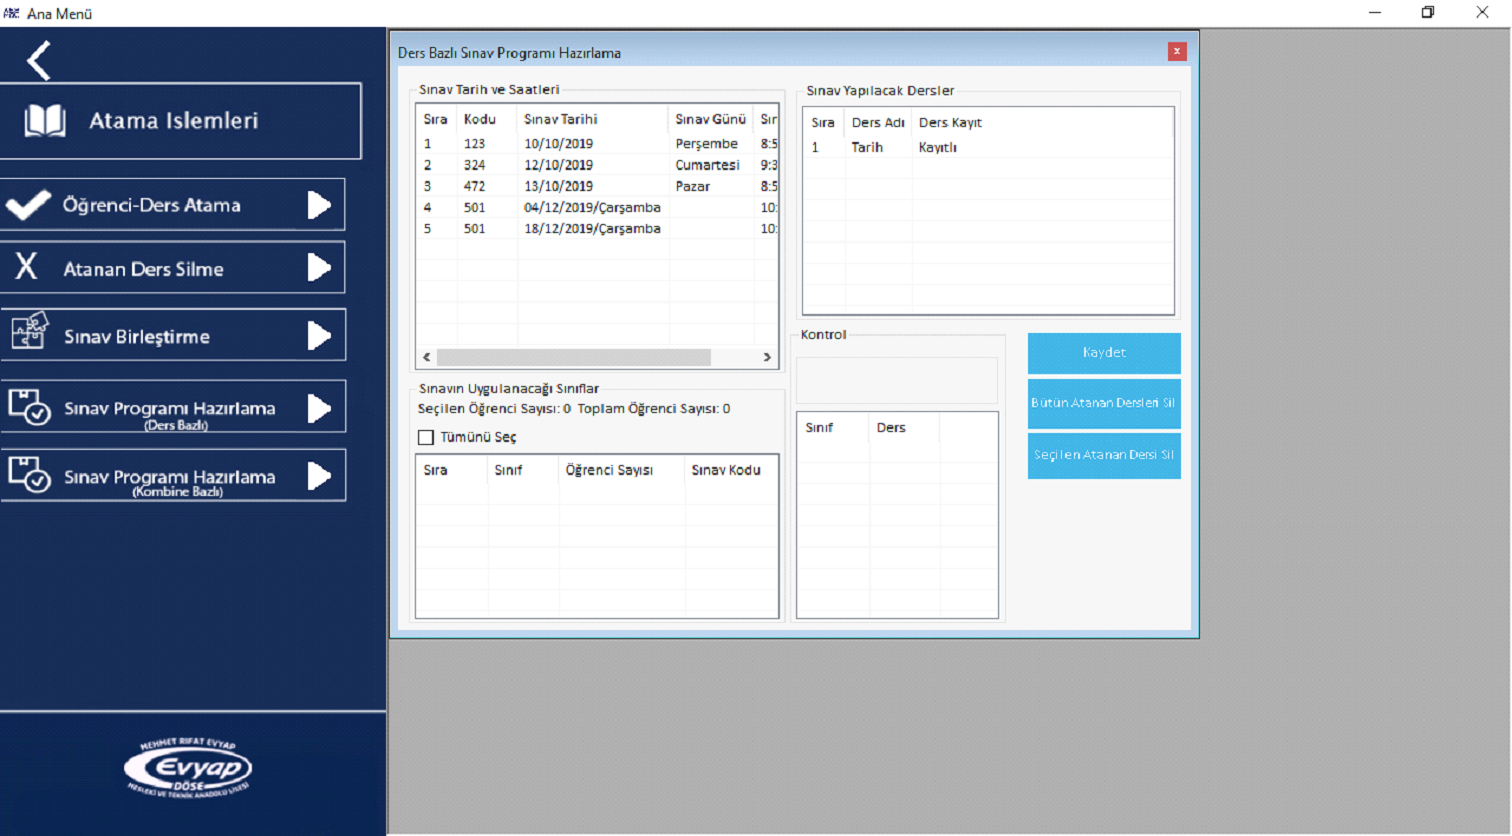 Ana Menü
Atama Islemleri
Öğrenci-Ders Atama
Atanan Ders Silme
Sınav Birleştirme
Sınav Programı Hazırlama
(Ders Bazlı)
Sınav Programı Hazırlama
(Kombine Bazlı)
MEHMET RIFAT EVYAP
Evyap
DÖSE
MESLEKİ VE TEKNİK ANADOLU LİSESİ
Ders Bazlı Sınav Programı Hazırlama
Sınav Tarih ve Saatleri
Sıra Kodu Sınav Tarihi Sınav Günü Sır
1 123 10/10/2019 Perşembe 8:5
2 324 12/10/2019 Cumartesi 9:3
3 472 13/10/2019 Pazar 8:5
4 501 04/12/2019/Çarşamba 10:
5 501 18/12/2019/Çarşamba 10:
Sınav Yapılacak Dersler
Sıra Ders Adı Ders Kayıt
1 Tarih Kayıtlı
Sınavın Uygulanacağı Sınıflar
Seçilen Öğrenci Sayısı: 0 Toplam Öğrenci Sayısı: 0
Tümünü Seç
Sıra Sınıf Öğrenci Sayısı Sınav Kodu
Kontrol
Sınıf Ders
Kaydet
Bütün Atanan Dersleri Sil
Seçilen Atanan Dersi Sil